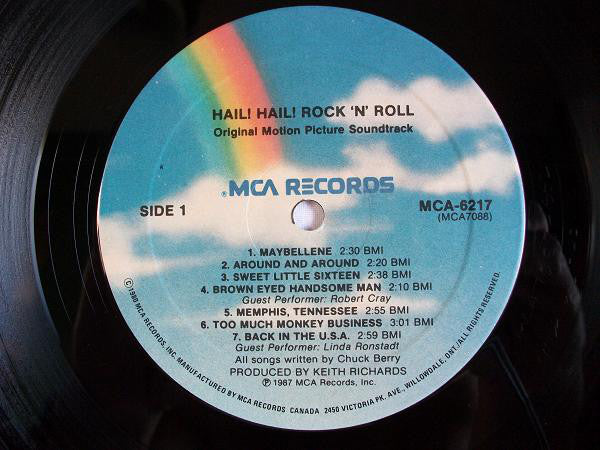 HAIL! HAIL! ROCK 'N' ROLL
Original Motion Picture Soundtrack
® MCA RECORDS
SIDE 1
MCA-6217
(MCA7088)
1. MAYBELLENE 2:30 BMI
2. AROUND AND AROUND 2:20 BMI
3. SWEET LITTLE SIXTEEN 2:38 BMI
4. BROWN EYED HANDSOME MAN 2:10 BMI
Guest Performer: Robert Cray
5. MEMPHIS, TENNESSEE 2:55 BMI
6. TOO MUCH MONKEY BUSINESS 3:01 BMI
7. BACK IN THE U.S.A. 2:59 BMI
Guest Performer: Linda Ronstadt
All songs written by Chuck Berry
PRODUCED BY KEITH RICHARDS
℗ 1987 MCA Records, Inc.
© 1980 MCA RECORDS, INC. MANUFACTURED BY MCA RECORDS CANADA 2450 VICTORIA PK. AVE., WILLOWDALE, ONT./ALL RIGHTS RESERVED.